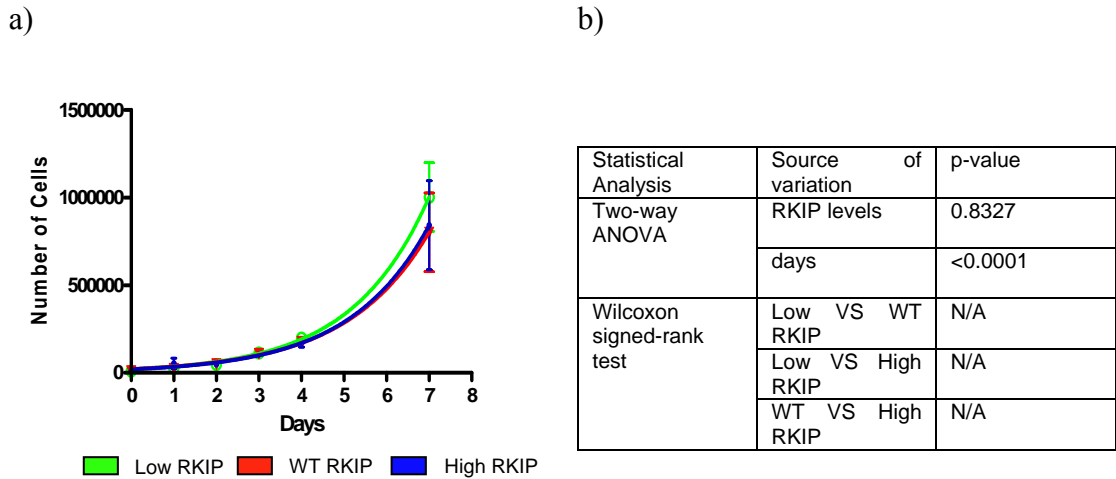 a)
b)
1500000
1000000
500000
0
Number of Cells
0 1 2 3 4 5 6 7 8
Days
Low RKIP WT RKIP High RKIP
Statistical Source of p-value
Analysis variation
Two-way RKIP levels 0.8327
ANOVA
days <0.0001
Wilcoxon Low VS WT N/A
signed-rank RKIP
test Low VS High N/A
RKIP
WT VS High N/A
RKIP